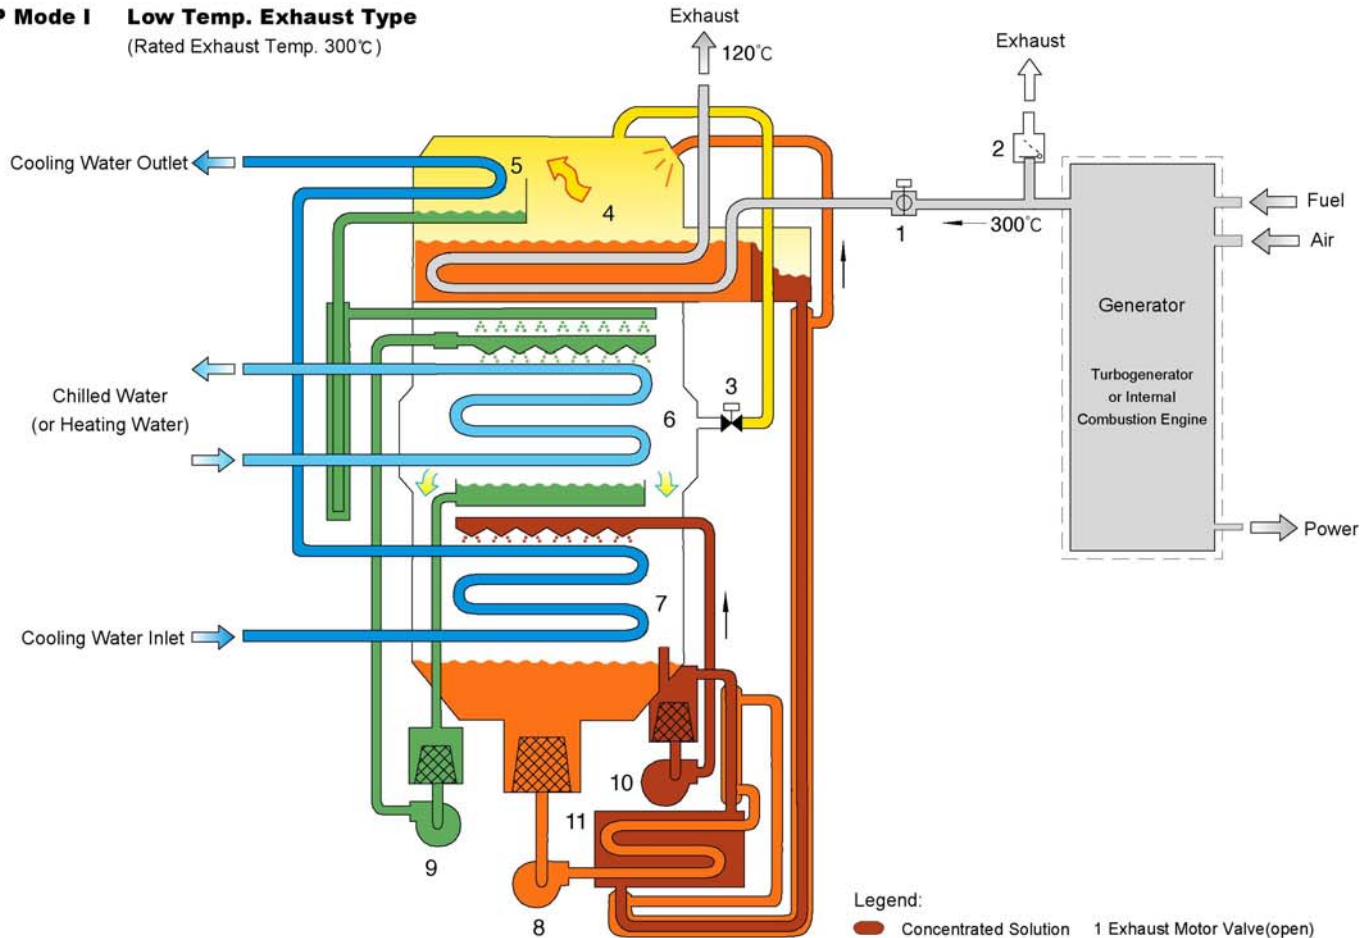 P Mode I Low Temp. Exhaust Type
(Rated Exhaust Temp. 300℃)
Exhaust
120℃
Exhaust
2
Cooling Water Outlet
5
4
1
300℃
Fuel
Air
Generator
Turbogenerator
or Internal
Combustion Engine
Chilled Water
(or Heating Water)
3
6
Power
7
Cooling Water Inlet
10
11
9
8
Legend:
Concentrated Solution 1 Exhaust Motor Valve(open)